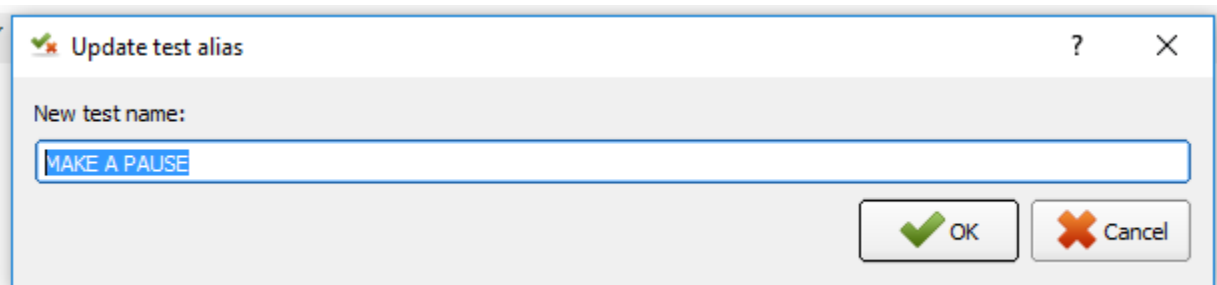 Update test alias
?
New test name:
MAKE A PAUSE
OK
Cancel